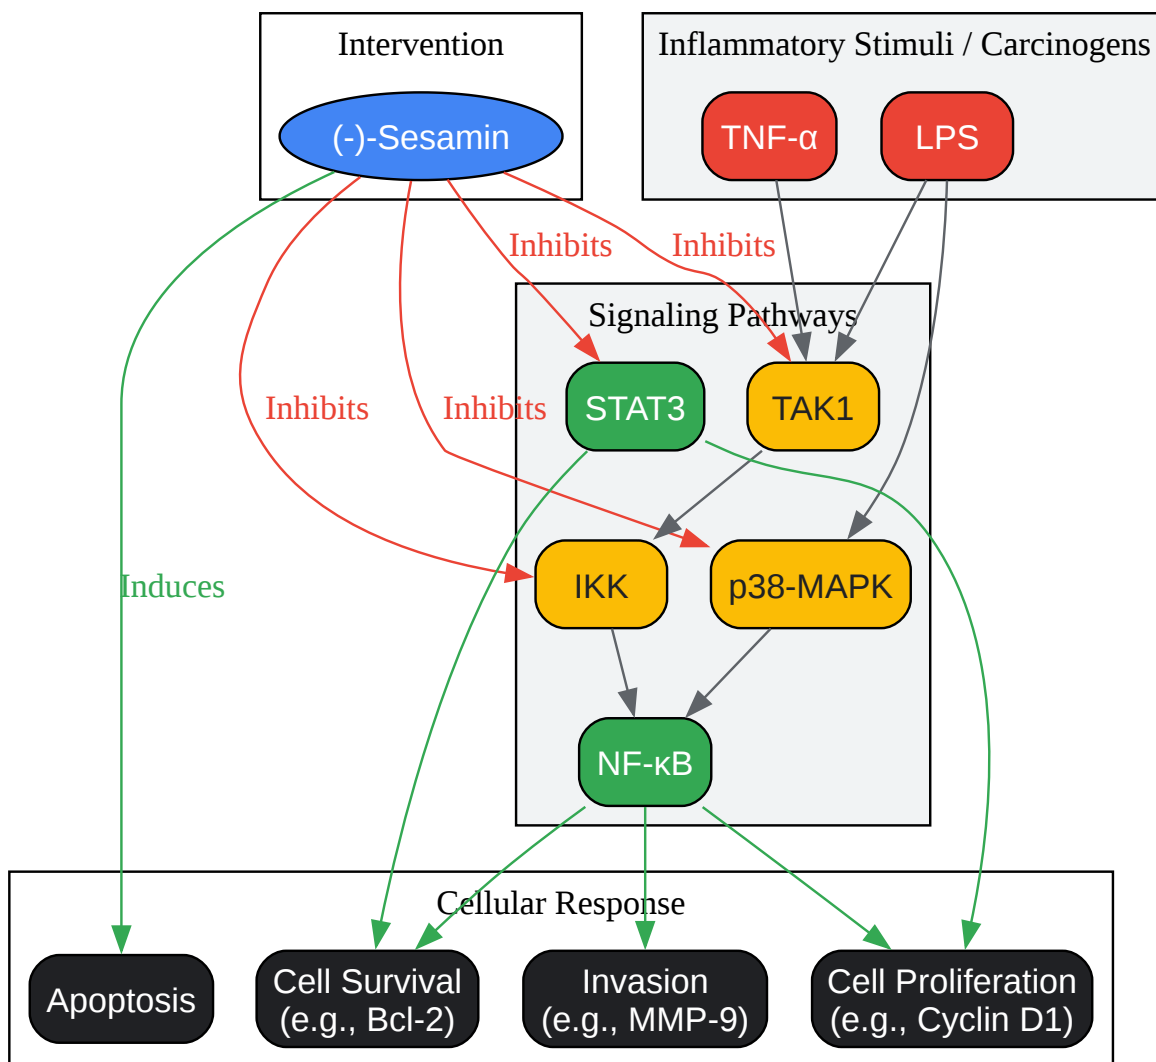 Intervention
Inflammatory Stimuli / Carcinogens
(-)-Sesamin
TNF-α
LPS
Inhibits
Inhibits
Signaling Pathways
Inhibits
Inhibits
STAT3
TAK1
Induces
IKK
p38-MAPK
NF-κB
Cellular Response
Apoptosis
Cell Survival
(e.g., Bcl-2)
Invasion
(e.g., MMP-9)
Cell Proliferation
(e.g., Cyclin D1)